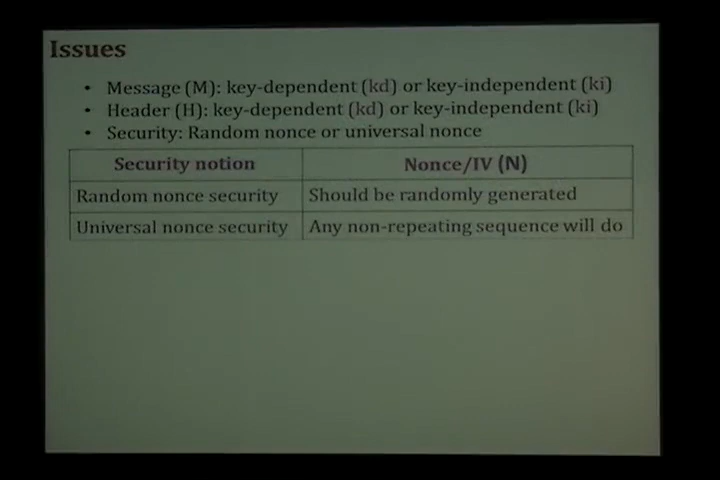 Issues
• Message (M): key-dependent (kd) or key-independent (ki)
• Header (H): key-dependent (kd) or key-independent (ki)
• Security: Random nonce or universal nonce
Security notion Nonce/IV (N)
Random nonce security Should be randomly generated
Universal nonce security Any non-repeating sequence will do